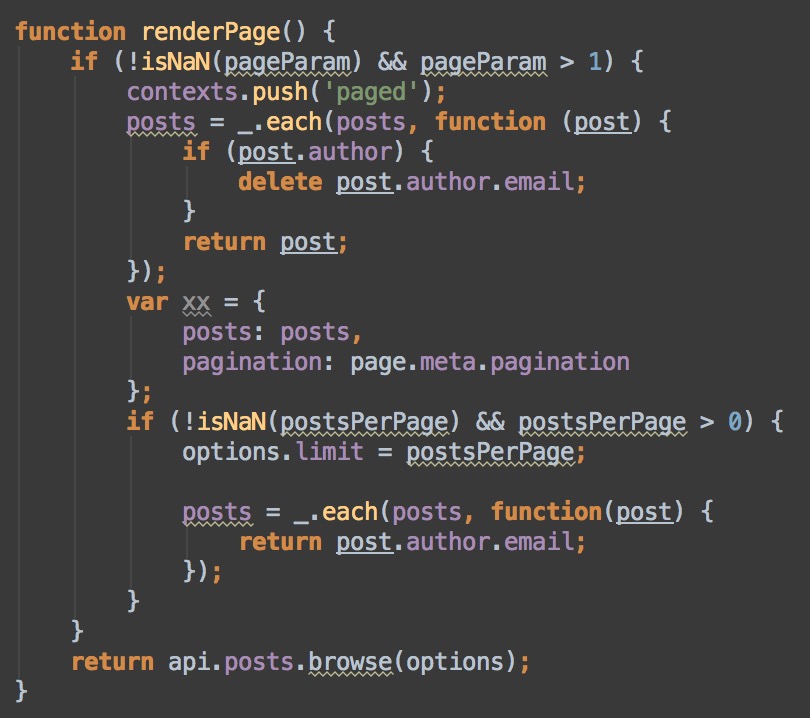 function renderPage() {
    if (!isNaN(pageParam) && pageParam > 1) {
        contexts.push('paged');
        posts = _.each(posts, function (post) {
            if (post.author) {
                delete post.author.email;
            }
            return post;
        });
        var xx = {
            posts: posts,
            pagination: page.meta.pagination
        };
        if (!isNaN(postsPerPage) && postsPerPage > 0) {
            options.limit = postsPerPage;

            posts = _.each(posts, function(post) {
                return post.author.email;
            });
        }
    }
    return api.posts.browse(options);
}